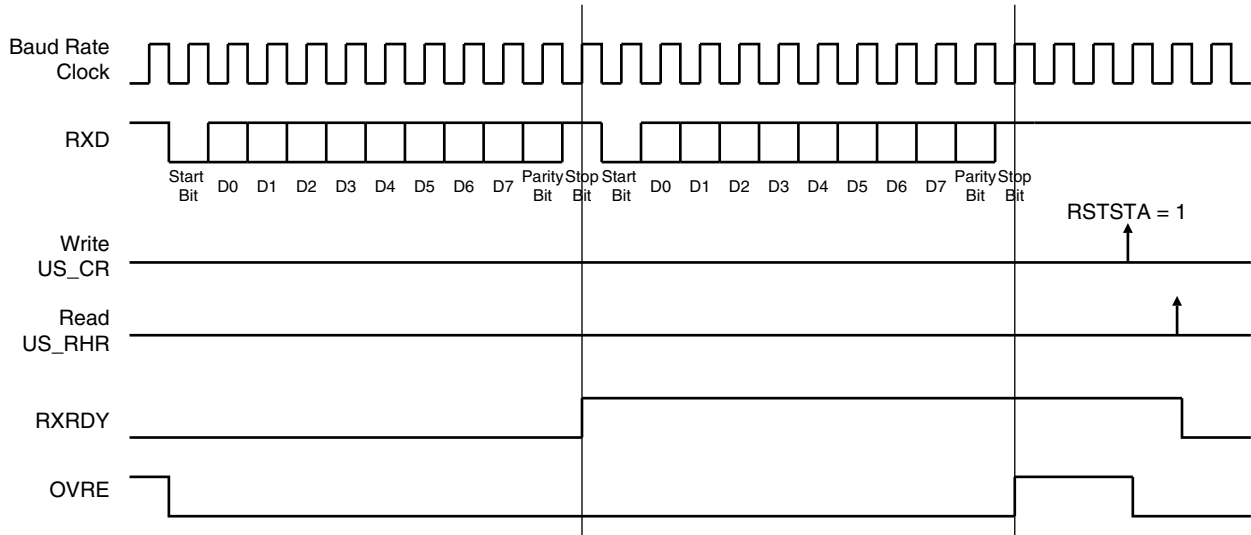 Baud Rate
Clock
RXD
Start
Bit
D0
D1
D2
D3
D4
D5
D6
D7
Parity
Bit
Stop
Bit
Start
Bit
D0
D1
D2
D3
D4
D5
D6
D7
Parity
Bit
Stop
Bit
RSTSTA = 1
Write
US_CR
Read
US_RHR
RXRDY
OVRE